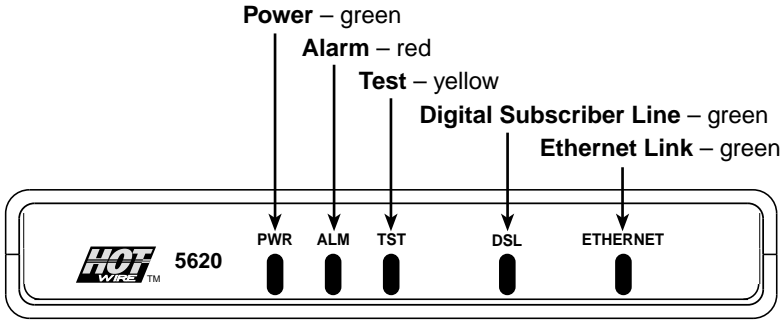 Power – green
Alarm – red
Test – yellow
Digital Subscriber Line – green
Ethernet Link – green
PWR ALM TST DSL ETHERNET
HOT WIRE TM 5620